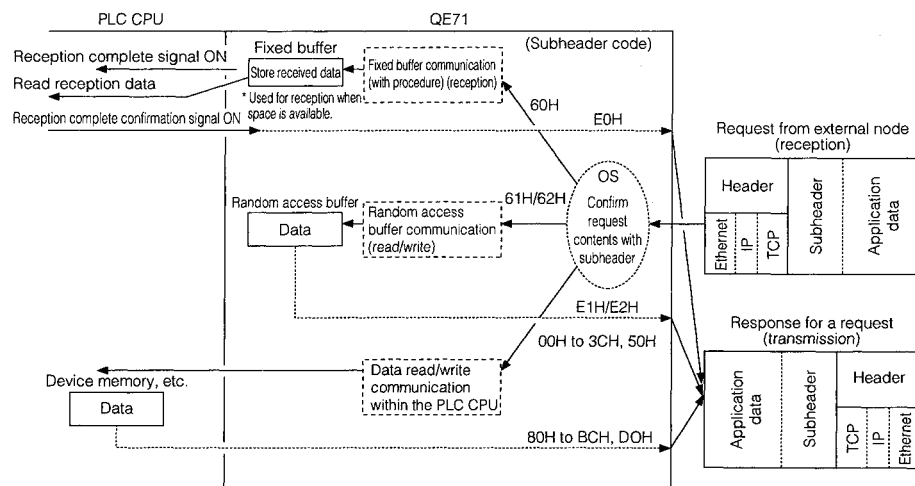 PLC CPU
QE71
(Subheader code)
Reception complete signal ON
Read reception data
Reception complete confirmation signal ON
Fixed buffer
Store received data
* Used for reception when
space is available.
Fixed buffer communication
(with procedure) (reception)
60H
E0H
Request from external node
(reception)
Header
Ethernet
IP
TCP
Subheader
Application
data
OS
Confirm
request
contents with
subheader
61H/62H
Random access buffer
Data
Random access
buffer communication
(read/write)
E1H/E2H
00H to 3CH, 50H
Response for a request
(transmission)
Application
data
Subheader
Header
TCP
IP
Ethernet
Device memory, etc.
Data
Data read/write
communication
within the PLC CPU
80H to BCH, DOH